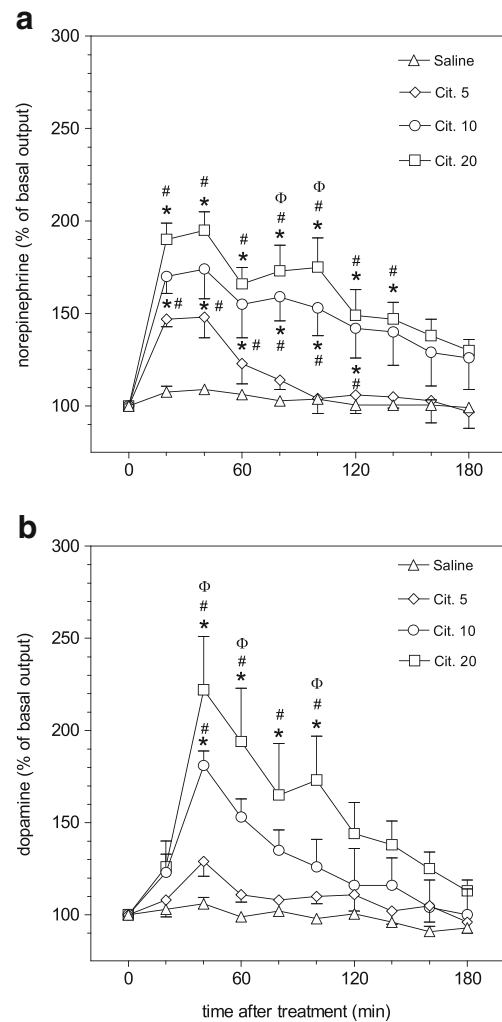 a
300
Saline
Cit. 5
Cit. 10
Cit. 20
250
norepinephrine (% of basal output)
# # Φ
# Φ # #
* * # * # * # * *
200
150
* # * # * # * # * # * #
100
0 60 120 180
b
300
Saline
Cit. 5
Cit. 10
Cit. 20
250
dopamine (% of basal output)
Φ # *
Φ # *
# *
Φ # *
# *
200
150
100
0 60 120 180
time after treatment (min)